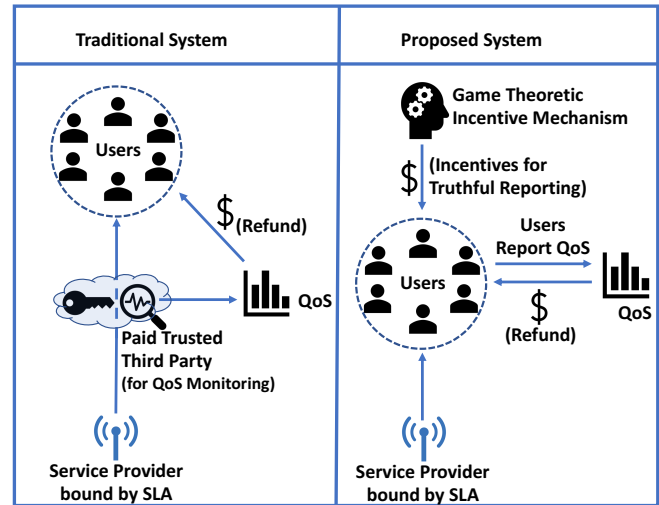 Traditional System
Users
$
(Refund)
QoS
Paid Trusted
Third Party
(for QoS Monitoring)
Service Provider
bound by SLA
Proposed System
Game Theoretic
Incentive Mechanism
$
(Incentives for
Truthful Reporting)
Users
Report QoS
Users
$
(Refund)
QoS
Service Provider
bound by SLA